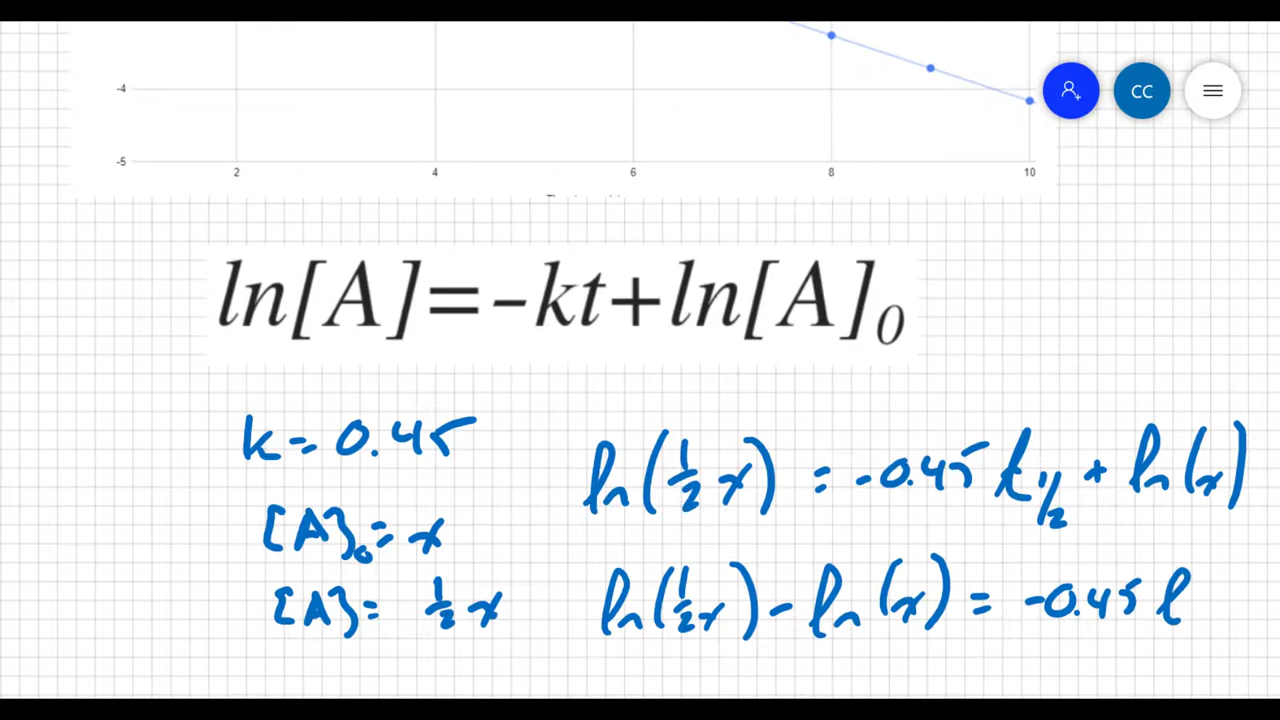 -4
CC
-5
2 4 6 8 10
ln[A]=-kt+ln[A]₀
k = 0.45
ln(½x) = -0.45 t½ + ln(x)
[A]₀ = x
[A] = ½x
ln(½x) - ln(x) = -0.45